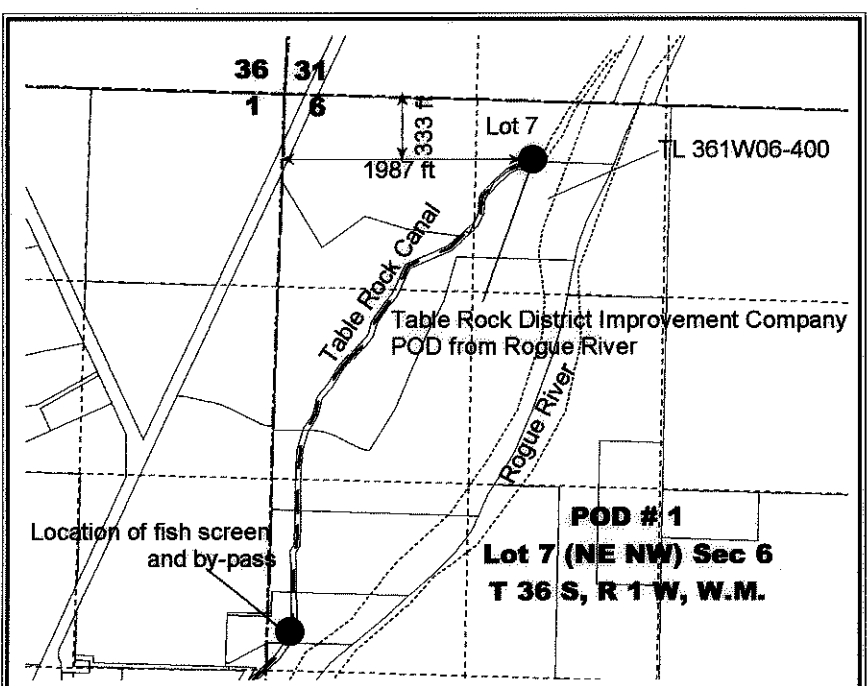 36 31
1 6
333 ft
Lot 7
1987 ft
TL 361W06-400
Table Rock Canal
Table Rock District Improvement Company
POD from Rogue River
Rogue River
POD # 1
Lot 7 (NE NW) Sec 6
T 36 S, R 1 W, W.M.
Location of fish screen
and by-pass